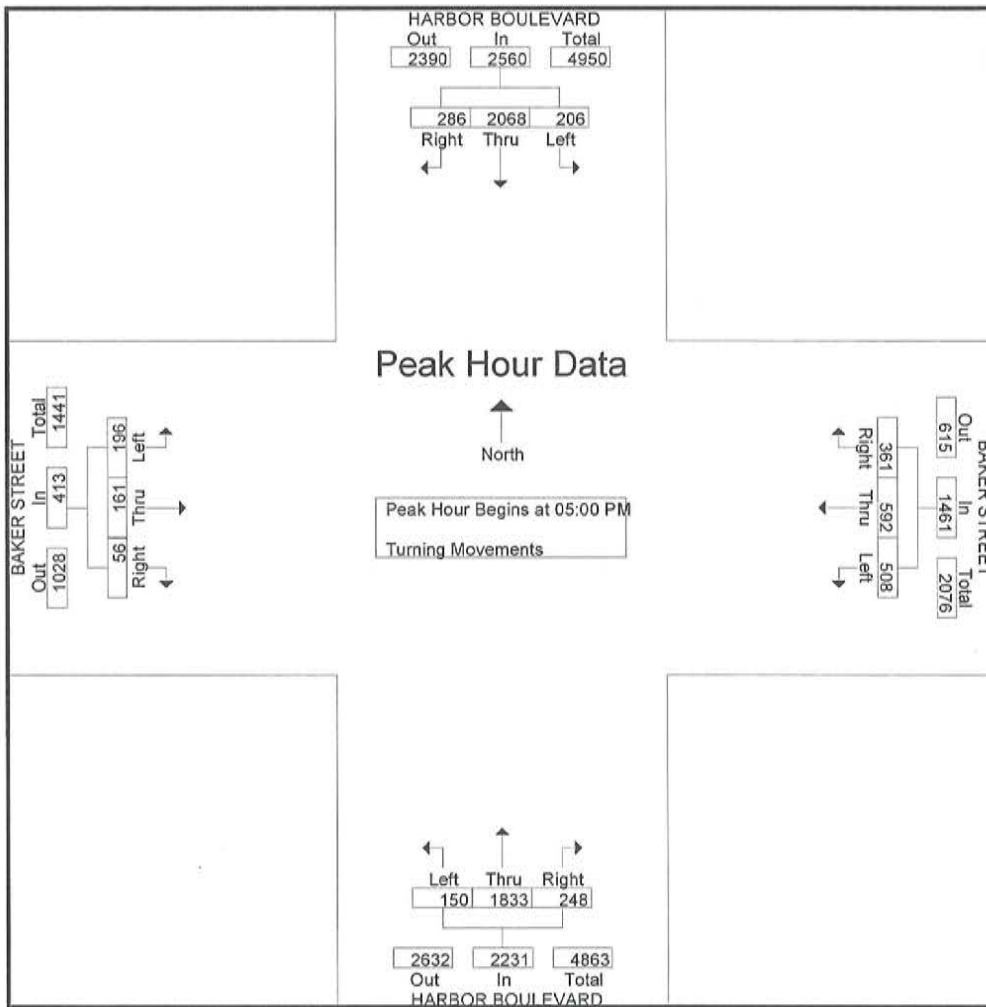 HARBOR BOULEVARD
Out In Total
2390 2560 4950
286 2068 206
Right Thru Left
Peak Hour Data
North
Peak Hour Begins at 05:00 PM
Turning Movements
BAKER STREET
Out In Total
1028 413 1441
56 161 196
Right Thru Left
BAKER STREET
Out In Total
615 1461 2076
361 592 508
Right Thru Left
Left Thru Right
150 1833 248
2632 2231 4863
Out In Total
HARBOR BOULEVARD